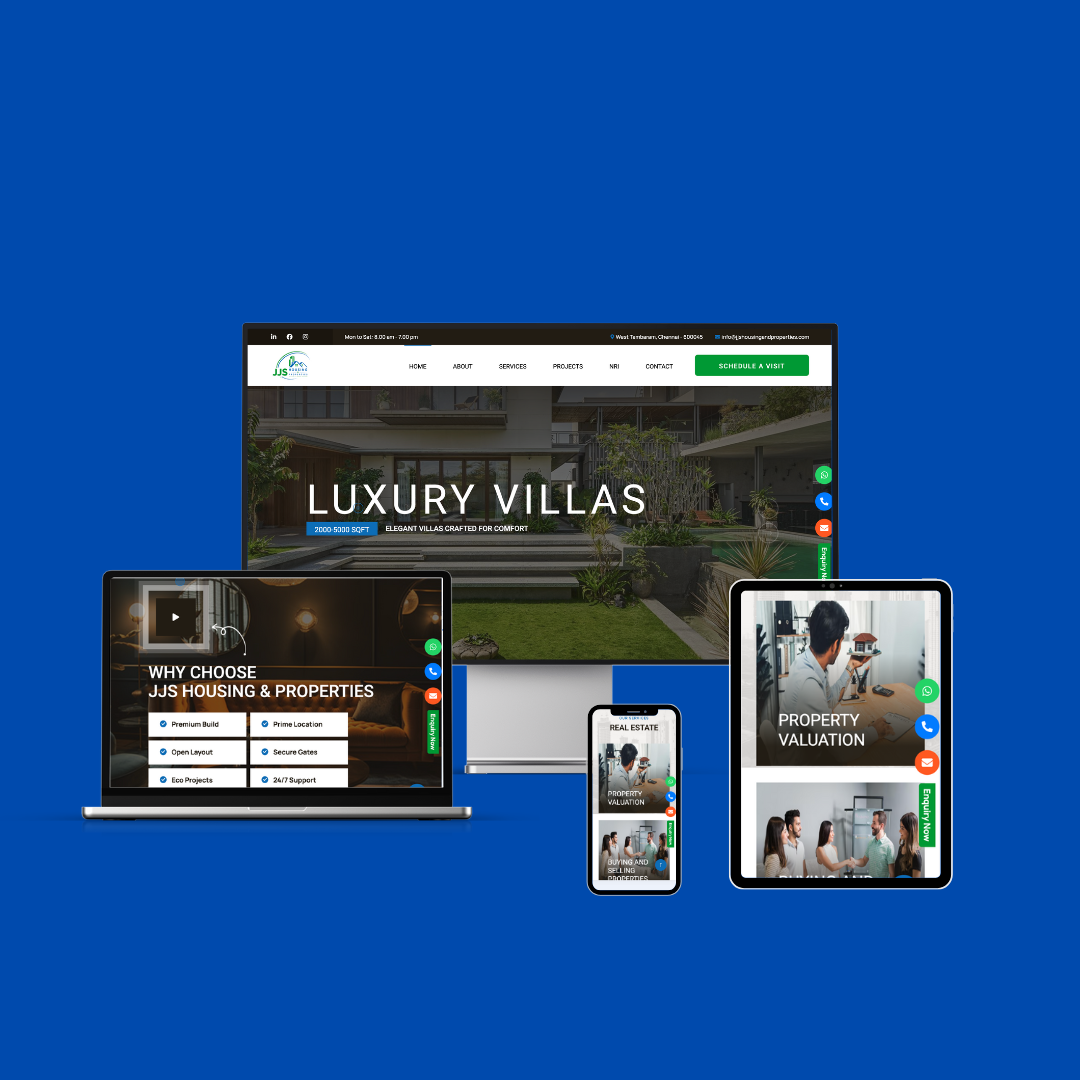 Mon to Sat: 8.00 am - 7.00 pm
West Tambaram, Chennai - 600045
info@jjshousingandproperties.com
JJS
HOUSING
HOME
ABOUT
SERVICES
PROJECTS
NRI
CONTACT
SCHEDULE A VISIT
LUXURY VILLAS
2000-5000 SQFT
ELEGANT VILLAS CRAFTED FOR COMFORT
Enquiry
WHY CHOOSE
JJS HOUSING & PROPERTIES
Premium Build
Prime Location
Open Layout
Secure Gates
Eco Projects
24/7 Support
Enquiry Now
OUR SERVICES
REAL ESTATE
PROPERTY
VALUATION
BUYING AND
SELLING
PROPERTIES
Enquiry Now
PROPERTY
VALUATION
Enquiry Now
BUYING AND